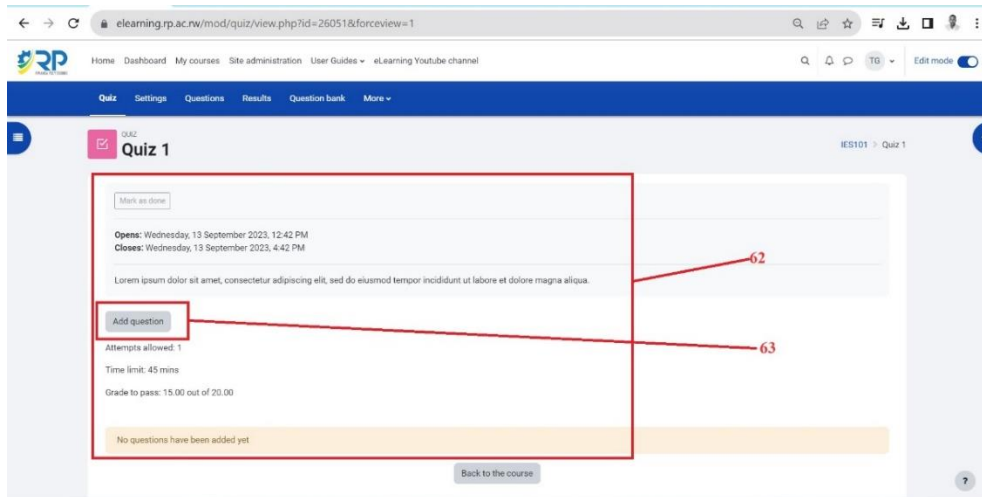 elearning.rp.ac.rw/mod/quiz/view.php?id=26051&forceview=1
RP
Home Dashboard My courses Site administration User Guides eLearning Youtube channel TG Edit mode
Quiz Settings Questions Results Question bank More
QUIZ
Quiz 1
IES101 > Quiz 1
Mark as done
Opens: Wednesday, 13 September 2023, 12:42 PM
Closes: Wednesday, 13 September 2023, 4:42 PM
62
Lorem ipsum dolor sit amet, consectetur adipiscing elit, sed do eiusmod tempor incididunt ut labore et dolore magna aliqua.
Add question
63
Attempts allowed: 1
Time limit: 45 mins
Grade to pass: 15.00 out of 20.00
No questions have been added yet
Back to the course
?